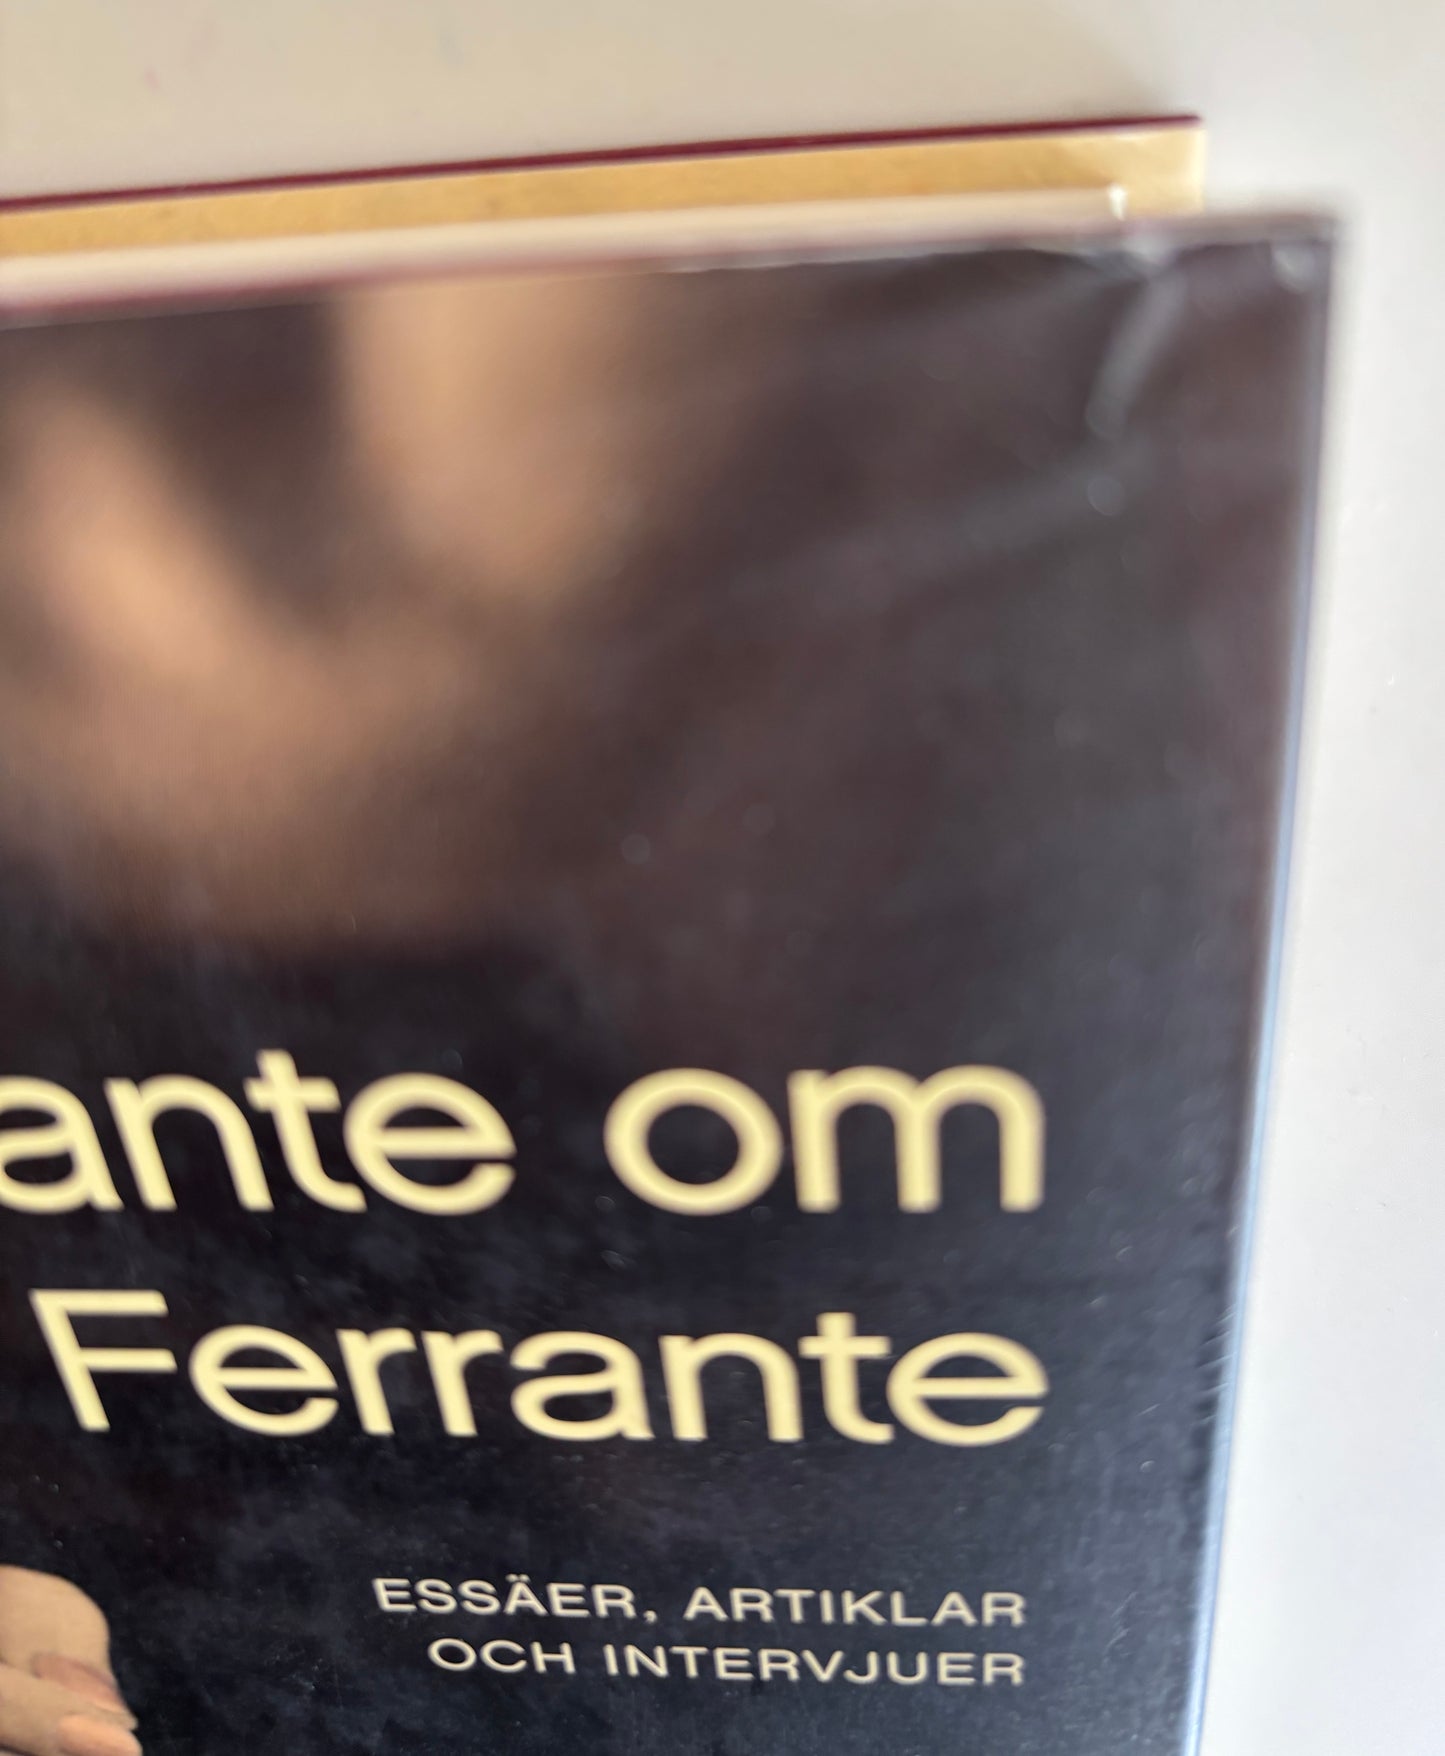 ante om
Ferrante
ESSÄER, ARTIKLAR
OCH INTERVJUER